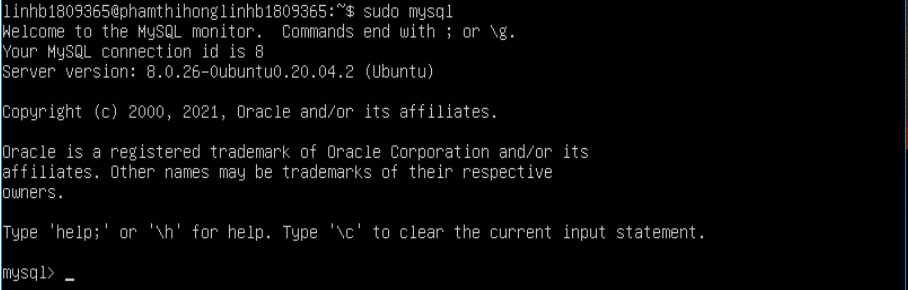 linhb1809365@phamthihonglinhb1809365:~$ sudo mysql
Welcome to the MySQL monitor.  Commands end with ; or \g.
Your MySQL connection id is 8
Server version: 8.0.26-0ubuntu0.20.04.2 (Ubuntu)
Copyright (c) 2000, 2021, Oracle and/or its affiliates.
Oracle is a registered trademark of Oracle Corporation and/or its
affiliates. Other names may be trademarks of their respective
owners.
Type 'help;' or '\h' for help. Type '\c' to clear the current input statement.
mysql> _